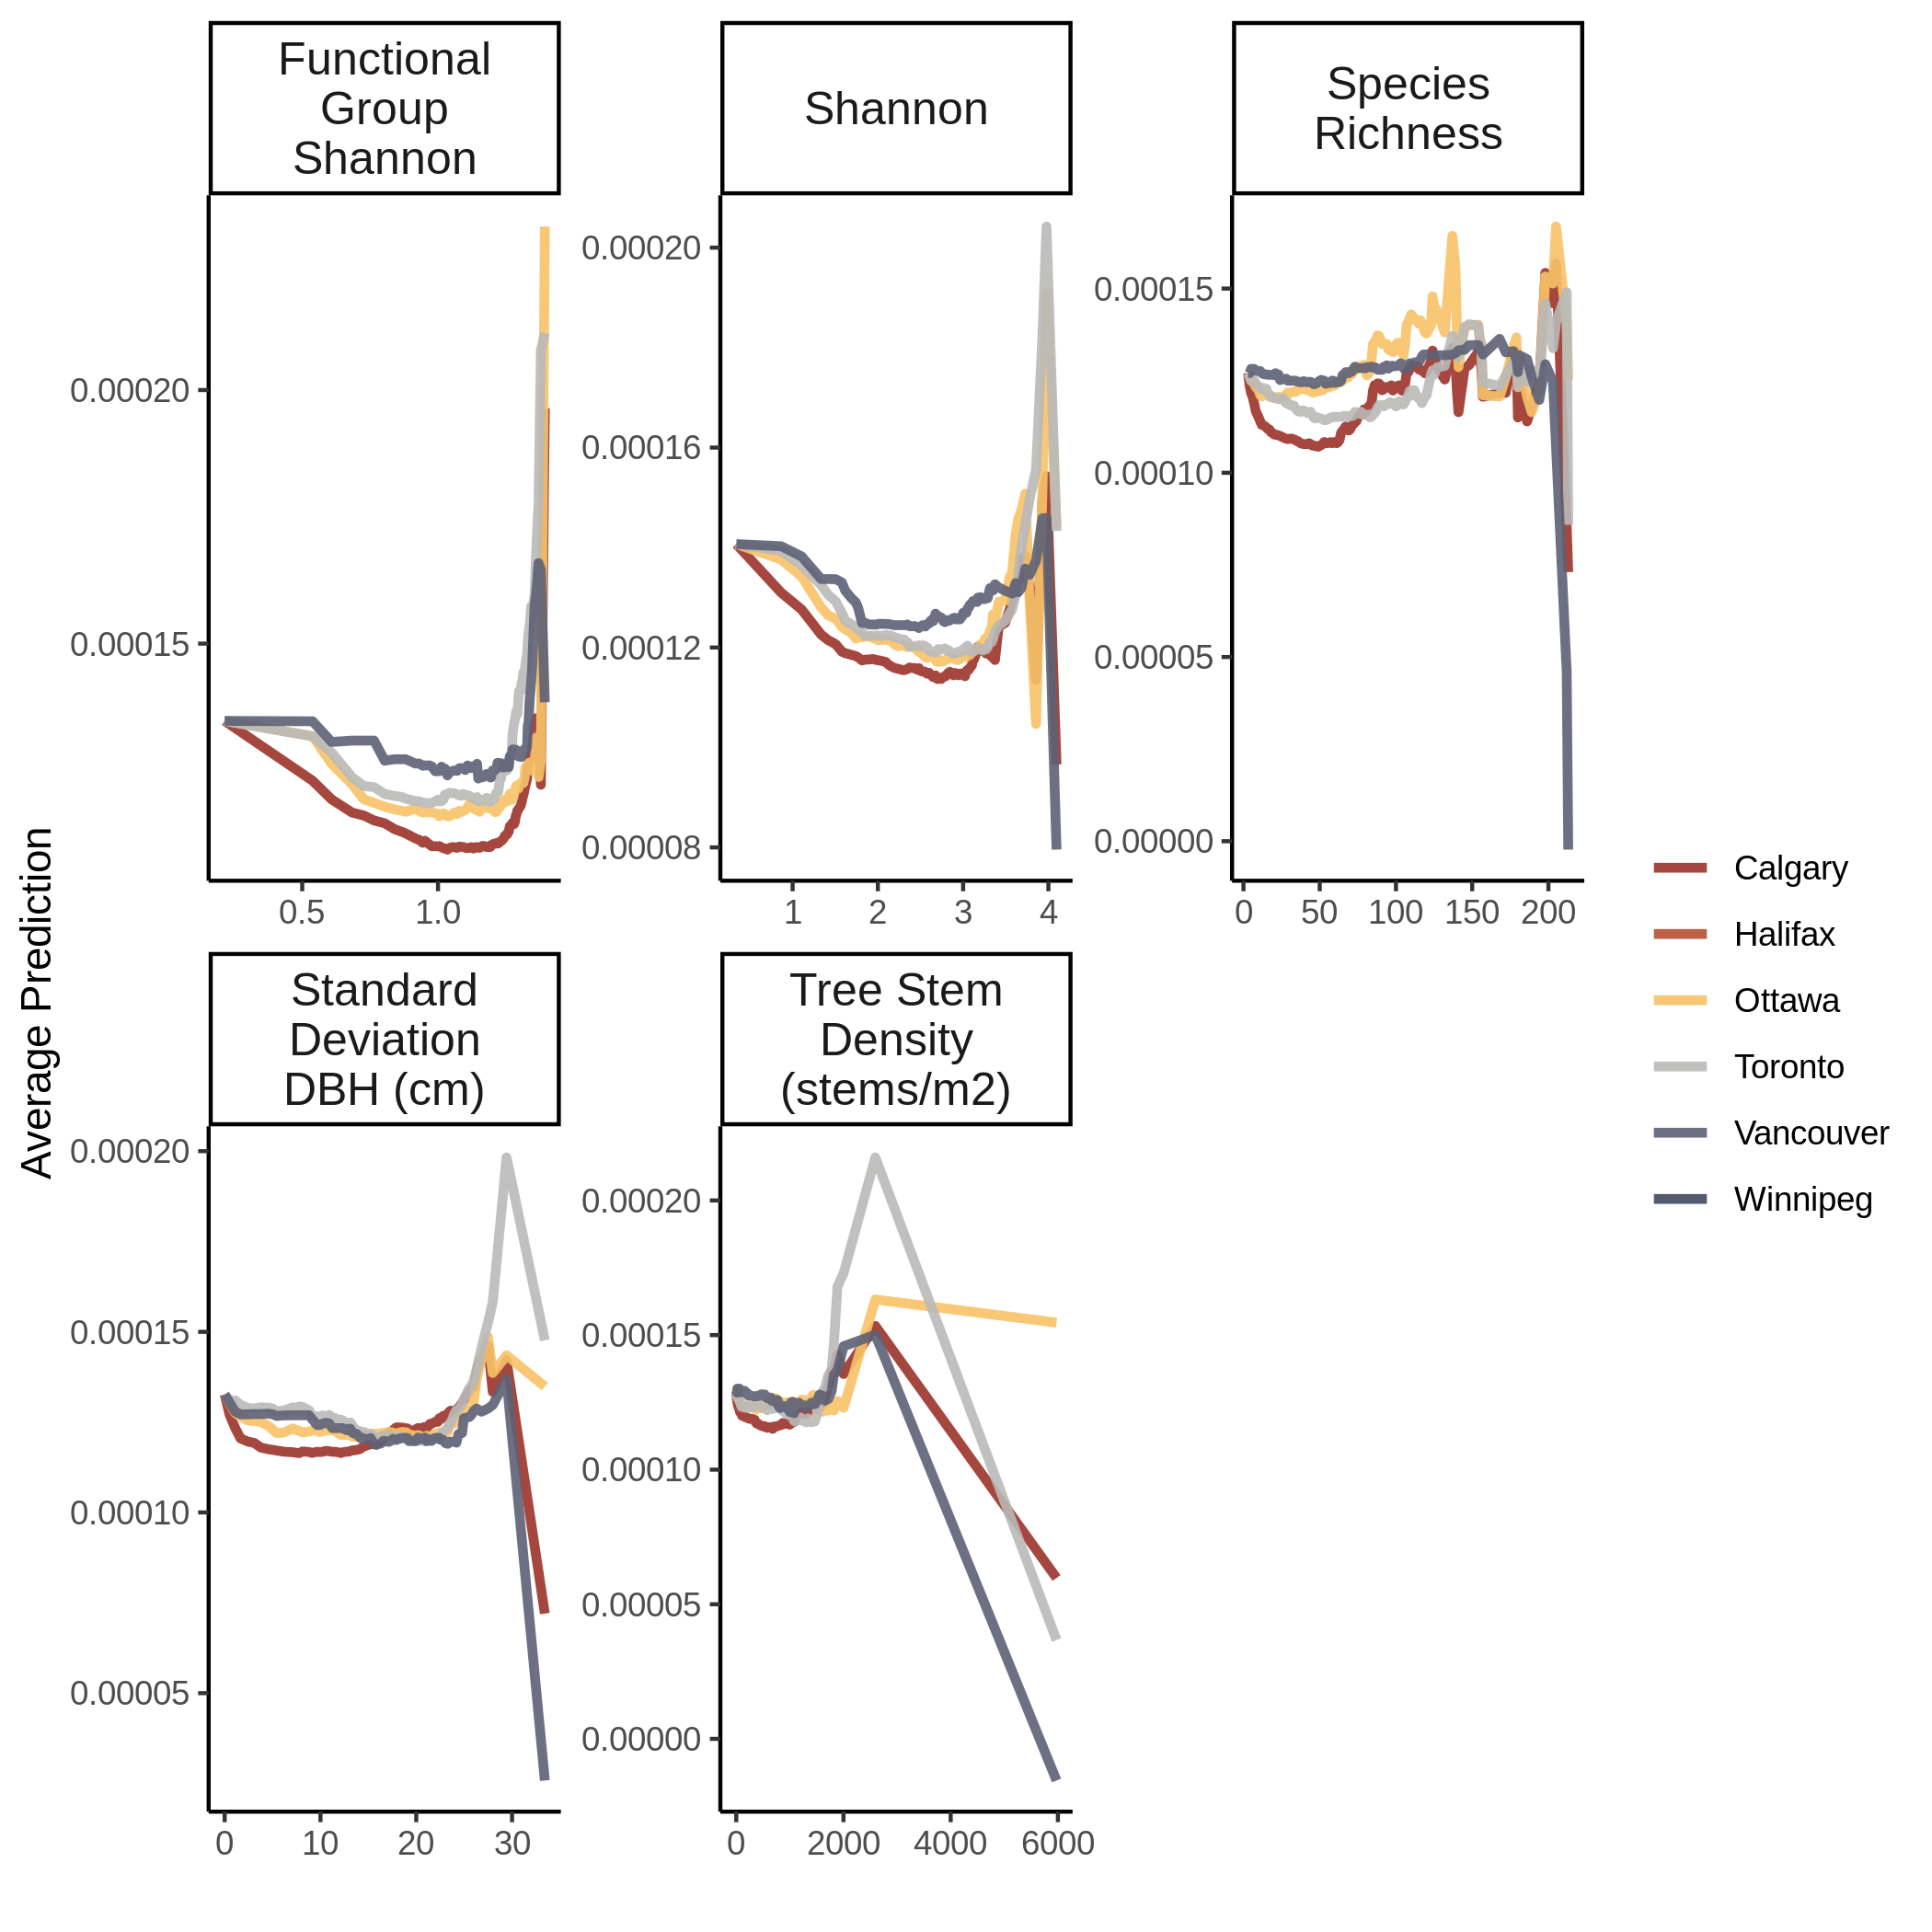 Functional
Group
Shannon
Shannon
Species
Richness
0.00020
0.00015
0.5
1.0
0.00020
0.00016
0.00012
0.00008
1
2
3
4
0.00015
0.00010
0.00005
0.00000
0
50
100
150
200
Average Prediction
Standard
Deviation
DBH (cm)
Tree Stem
Density
(stems/m2)
0.00020
0.00015
0.00010
0.00005
0
10
20
30
0.00020
0.00015
0.00010
0.00005
0.00000
0
2000
4000
6000
Calgary
Halifax
Ottawa
Toronto
Vancouver
Winnipeg